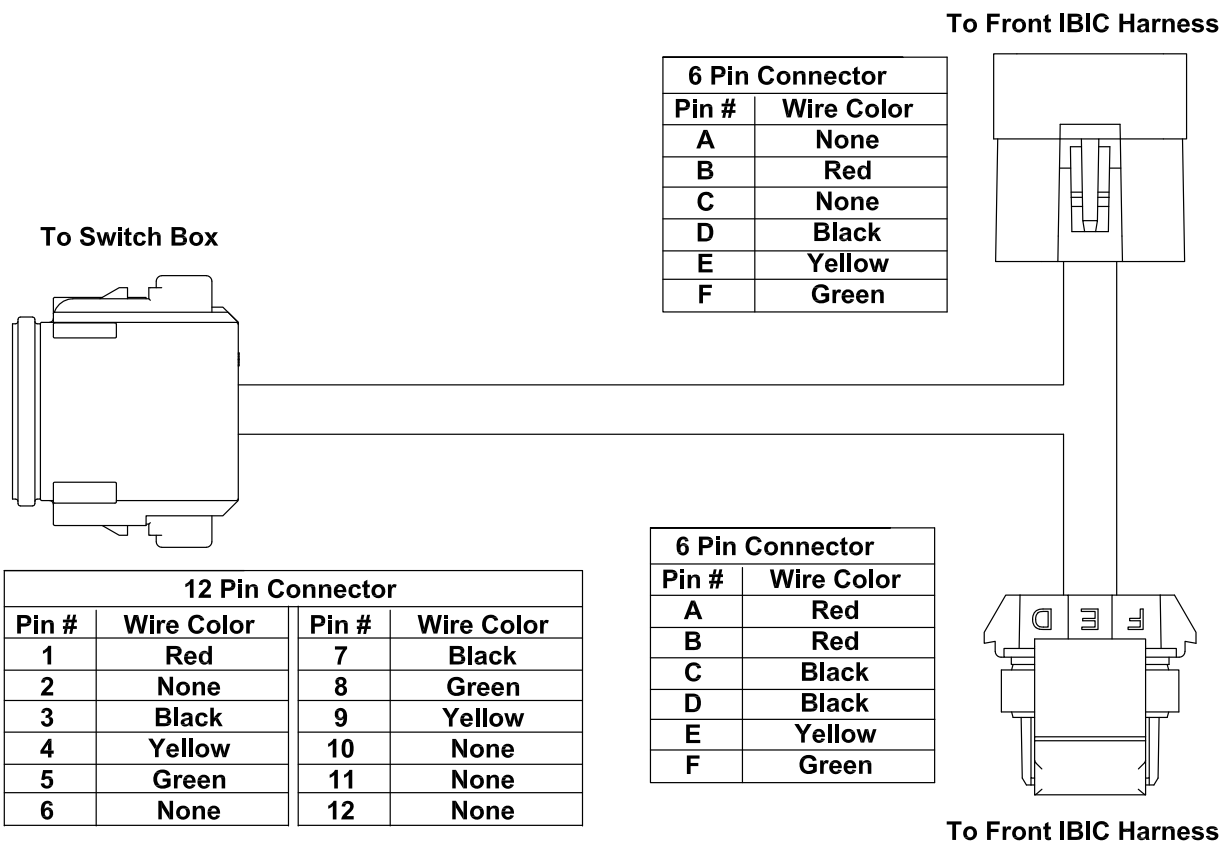 To Front IBIC Harness
6 Pin Connector
Pin # Wire Color
A None
B Red
C None
D Black
E Yellow
F Green
To Switch Box
12 Pin Connector
Pin # Wire Color Pin # Wire Color
1 Red 7 Black
2 None 8 Green
3 Black 9 Yellow
4 Yellow 10 None
5 Green 11 None
6 None 12 None
6 Pin Connector
Pin # Wire Color
A Red
B Red
C Black
D Black
E Yellow
F Green
D E F
To Front IBIC Harness